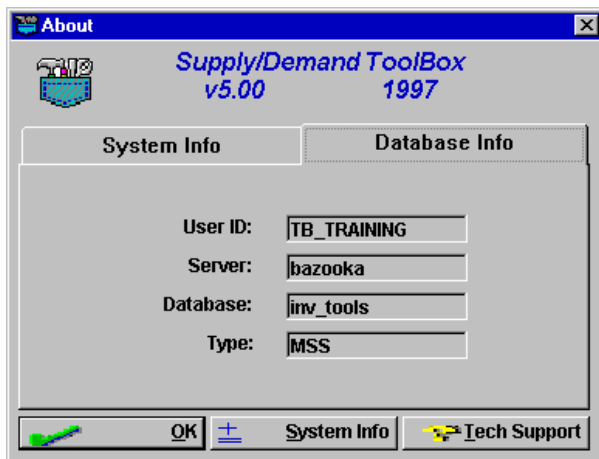 About
Supply/Demand ToolBox
v5.00 1997
System Info Database Info
User ID: TB_TRAINING
Server: bazooka
Database: inv_tools
Type: MSS
OK System Info Tech Support